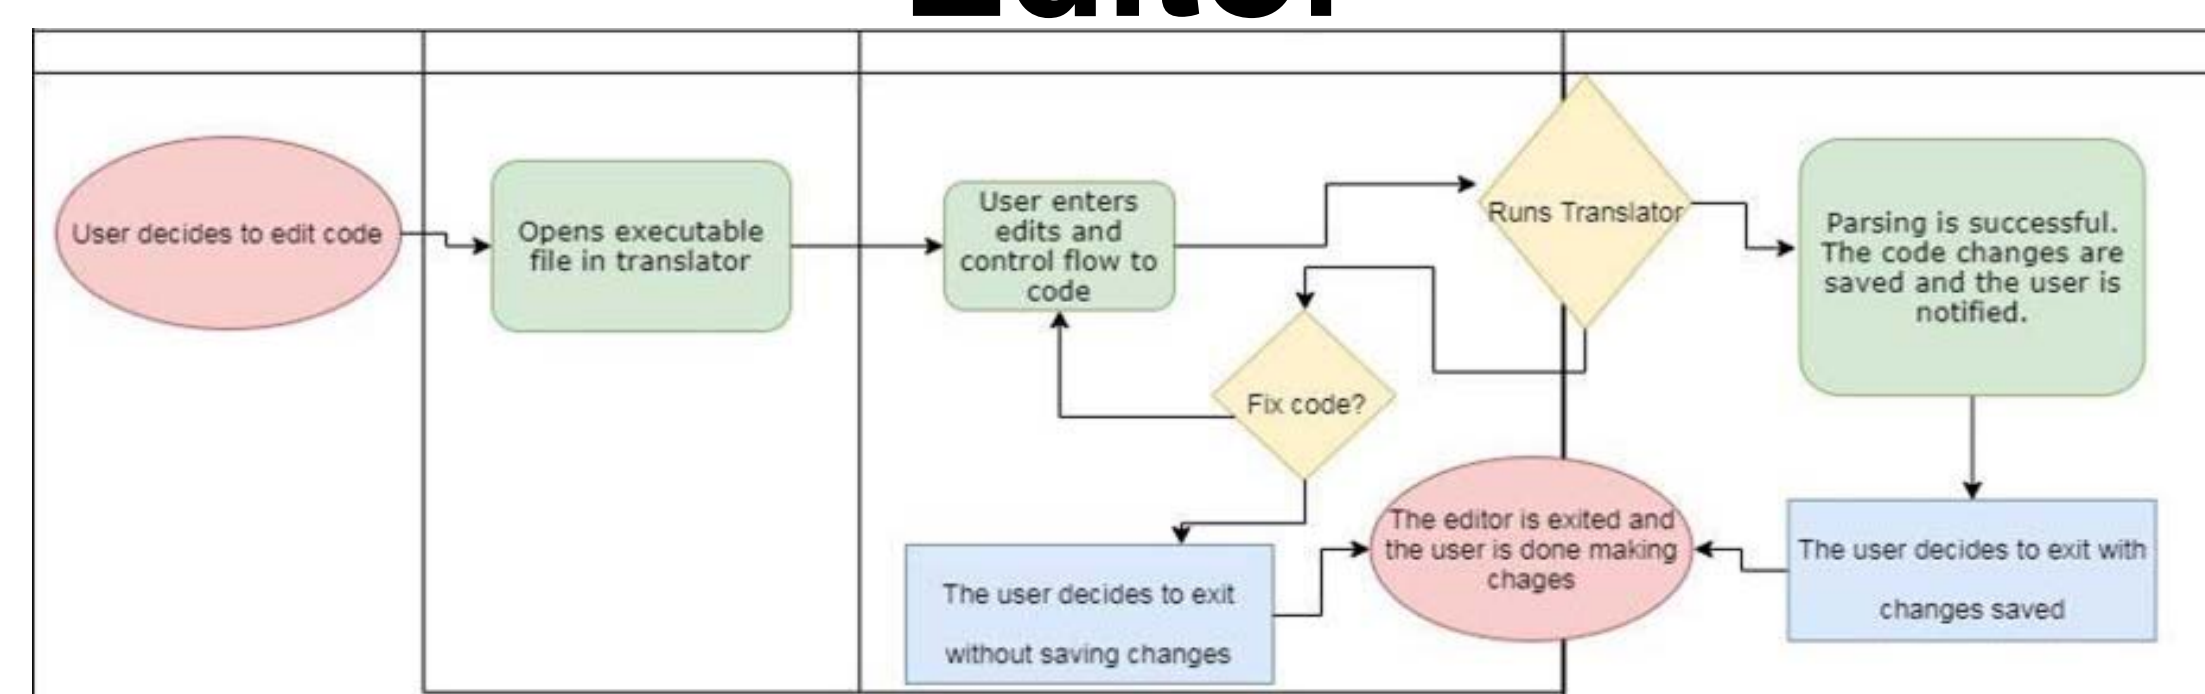 Editor
User decides to edit code
Opens executable
file in translator
User enters
edits and
control flow to
code
Runs Translator
Parsing is successful.
The code changes are
saved and the user is
notified.
Fix code?
The editor is exited and
the user is done making
chages
The user decides to exit
without saving changes
The user decides to exit with
changes saved